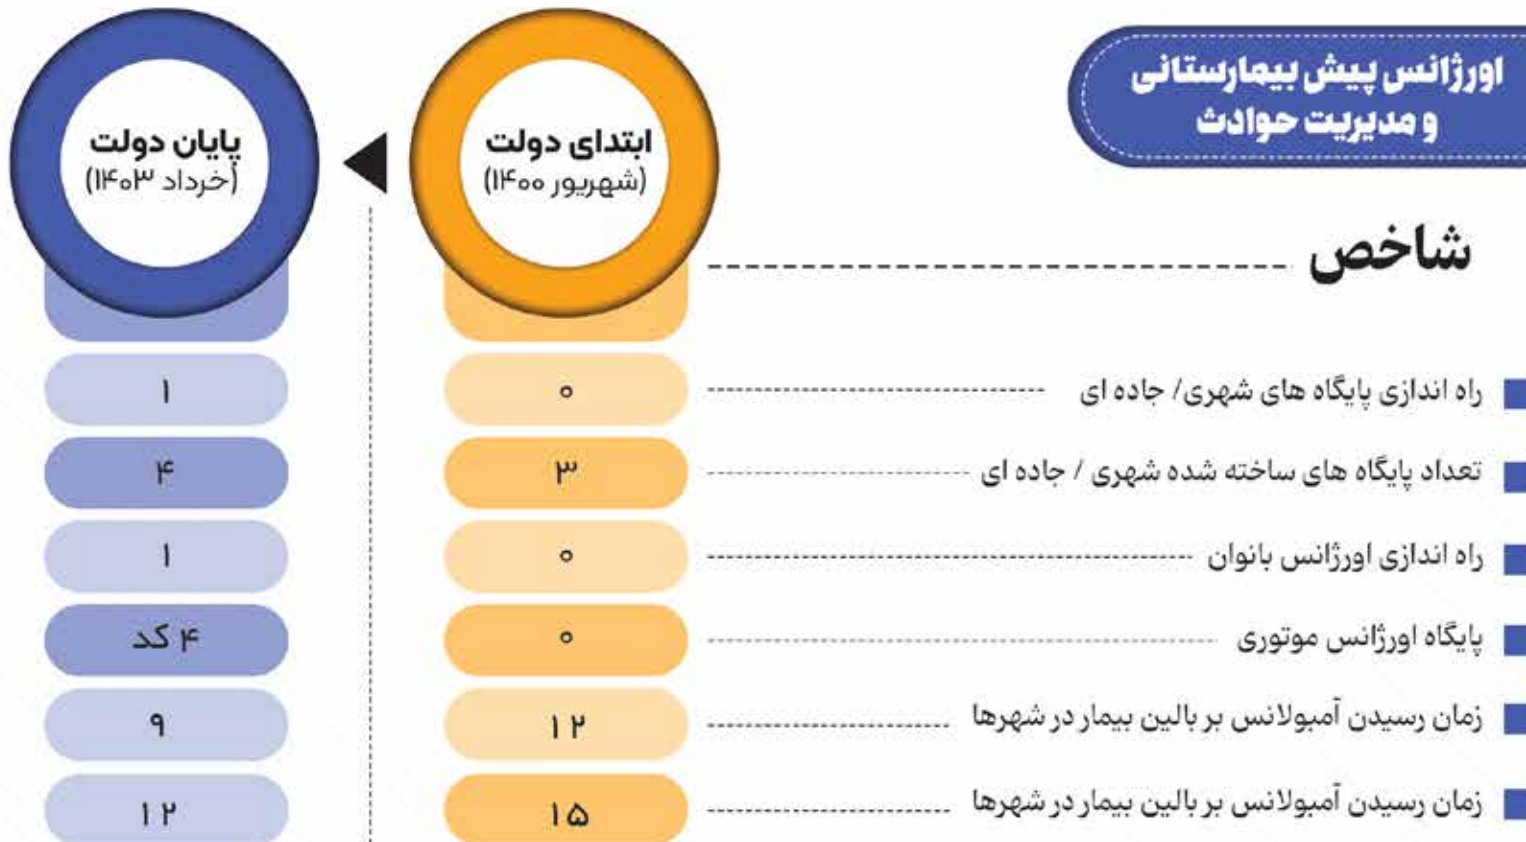 اورژانس پیش بیمارستانی
و مدیریت حوادث
شاخص
ابتدای دولت
(شهریور ۱۴۰۰)
پایان دولت
(خرداد ۱۴۰۳)
راه اندازی پایگاه های شهری/ جاده ای ۰ ۱
تعداد پایگاه های ساخته شده شهری / جاده ای ۳ ۴
راه اندازی اورژانس بانوان ۰ ۱
پایگاه اورژانس موتوری ۰ ۴ کد
زمان رسیدن آمبولانس بر بالین بیمار در شهرها ۱۲ ۹
زمان رسیدن آمبولانس بر بالین بیمار در شهرها ۱۵ ۱۲